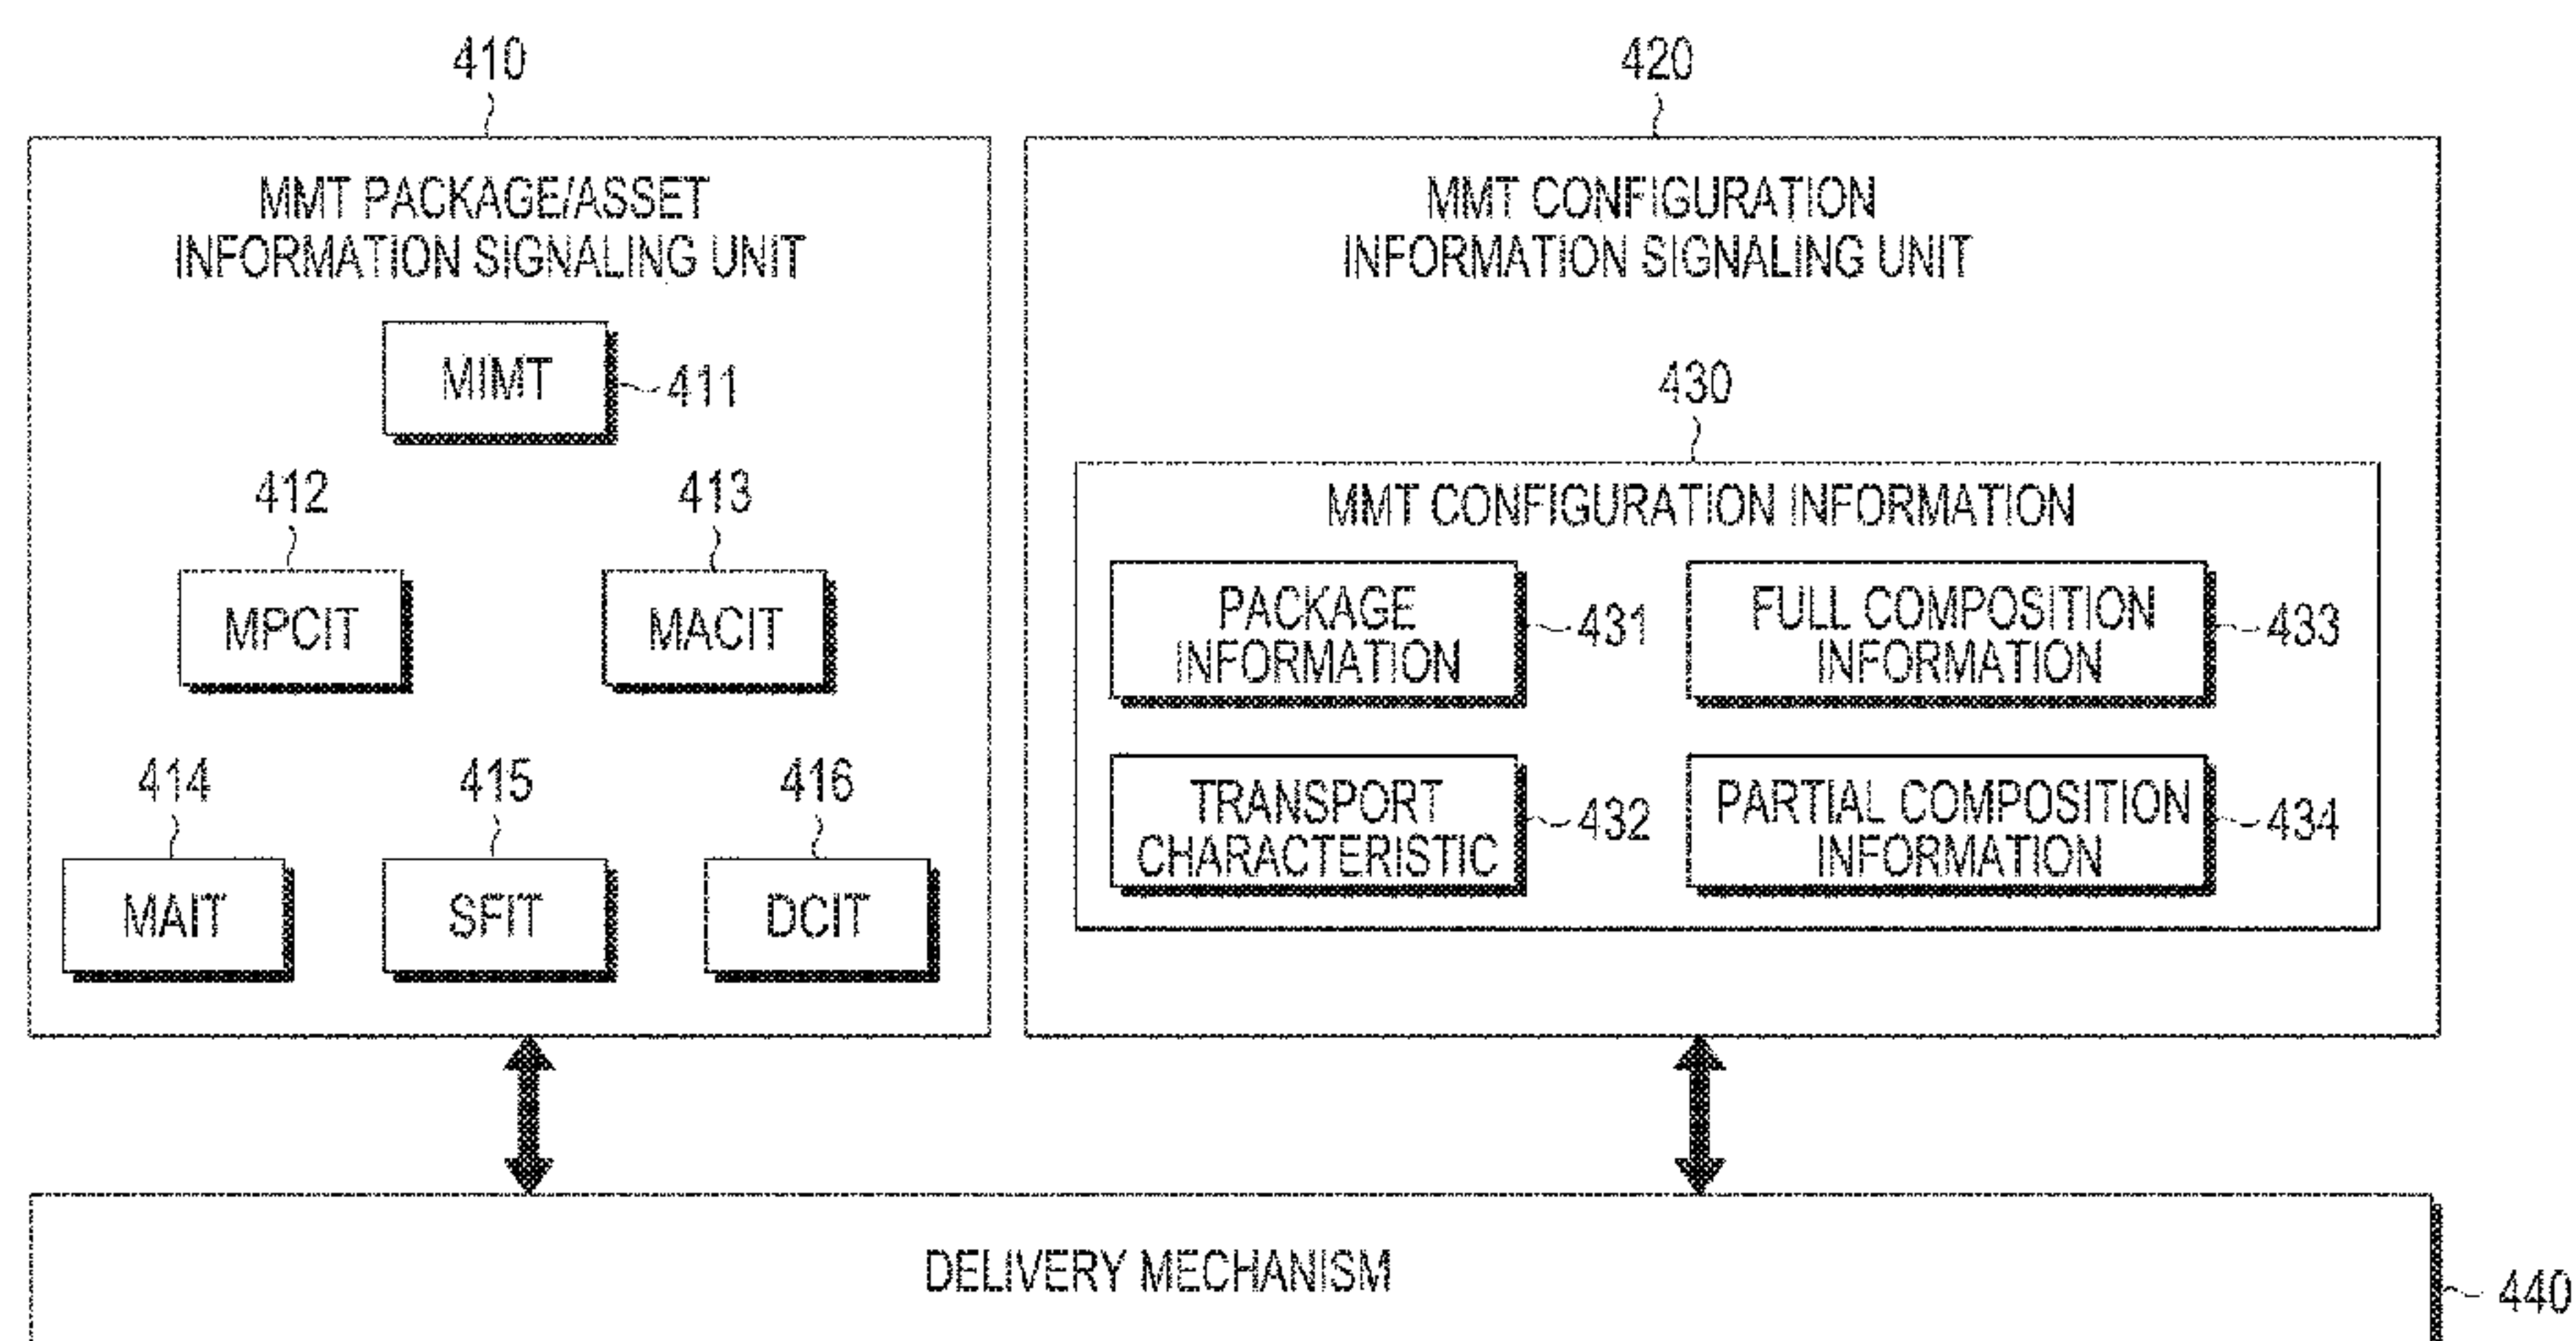 410
420
MMT PACKAGE/ASSET
INFORMATION SIGNALING UNIT
MIMT
411
412
413
MPCIT
MACIT
414
415
416
MAIT
SFIT
DCIT
MMT CONFIGURATION
INFORMATION SIGNALING UNIT
430
MMT CONFIGURATION INFORMATION
PACKAGE
INFORMATION
431
FULL COMPOSITION
INFORMATION
433
TRANSPORT
CHARACTERISTIC
432
PARTIAL COMPOSITION
INFORMATION
434
DELIVERY MECHANISM
440